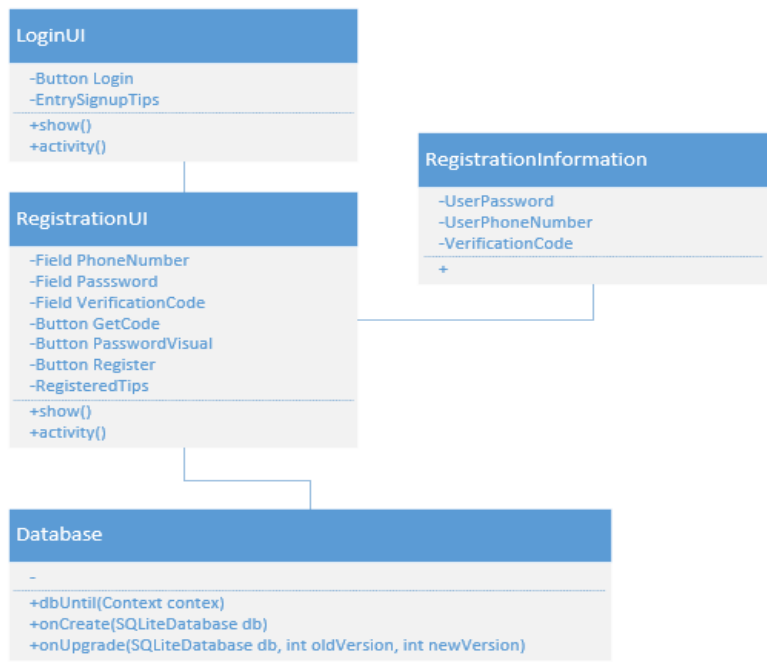 LoginUI
-Button Login
-EntrySignupTips
+show()
+activity()
RegistrationInformation
-UserPassword
-UserPhoneNumber
-VerificationCode
+
RegistrationUI
-Field PhoneNumber
-Field Passsword
-Field VerificationCode
-Button GetCode
-Button PasswordVisual
-Button Register
-RegisteredTips
+show()
+activity()
Database
-
+dbUntil(Context contex)
+onCreate(SQLiteDatabase db)
+onUpgrade(SQLiteDatabase db, int oldVersion, int newVersion)